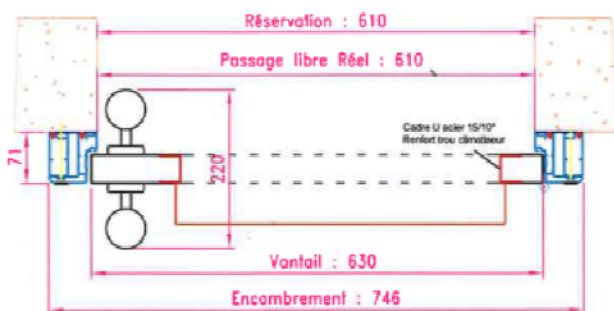 Réservation : 610
Passage libre Réel : 610
Cadre U acier 15/10°
Renfort trou climatiseur
71
220
Vantail : 630
Encombrement : 746